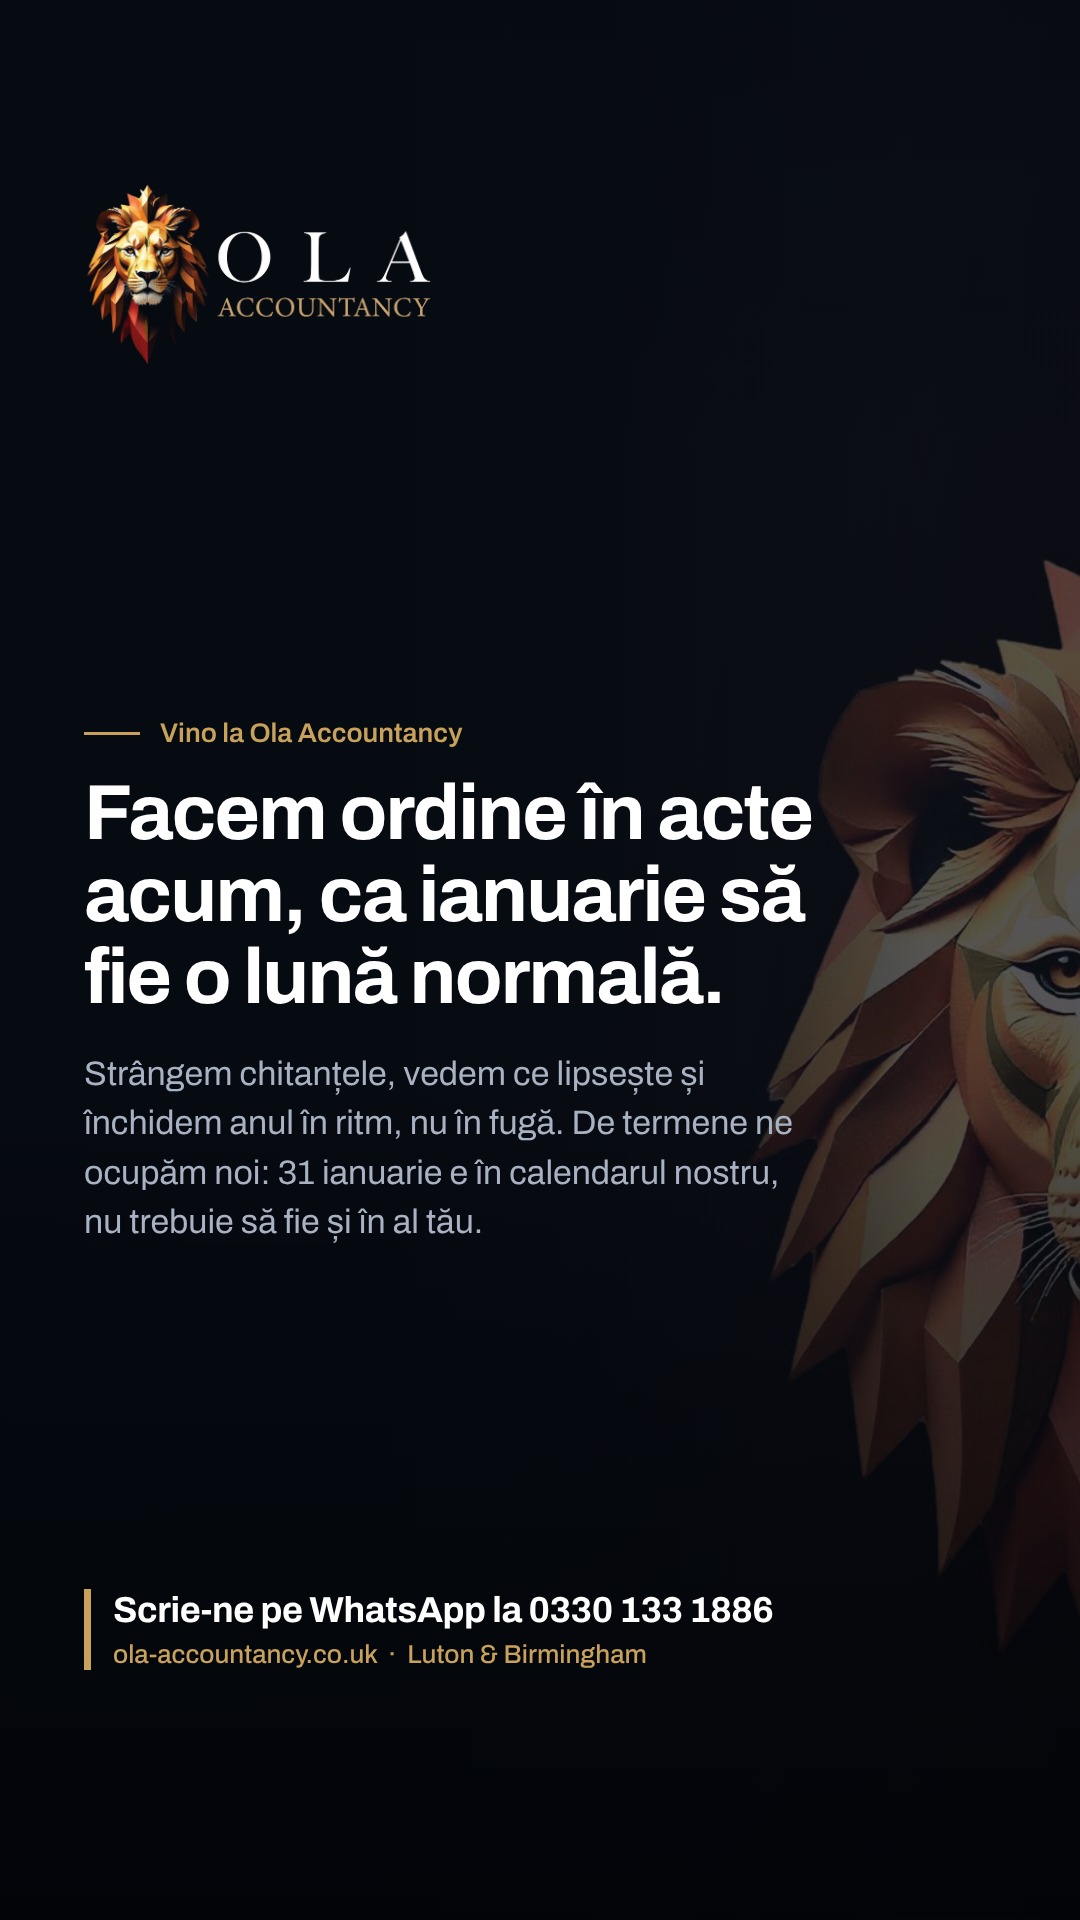 OLA
ACCOUNTANCY
Vino la Ola Accountancy
Facem ordine în acte
acum, ca ianuarie să
fie o lună normală.
Strângem chitanțele, vedem ce lipsește și
închidem anul în ritm, nu în fugă. De termene ne
ocupăm noi: 31 ianuarie e în calendarul nostru,
nu trebuie să fie și în al tău.
Scrie-ne pe WhatsApp la 0330 133 1886
ola-accountancy.co.uk · Luton & Birmingham